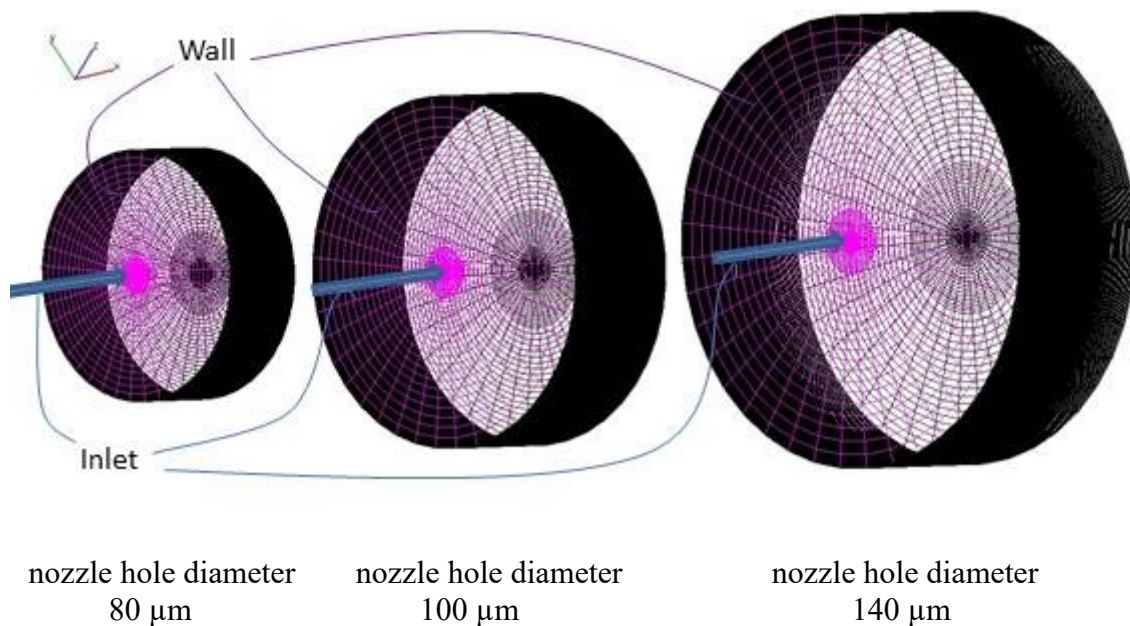 Wall
Inlet
nozzle hole diameter
80 µm
nozzle hole diameter
100 µm
nozzle hole diameter
140 µm